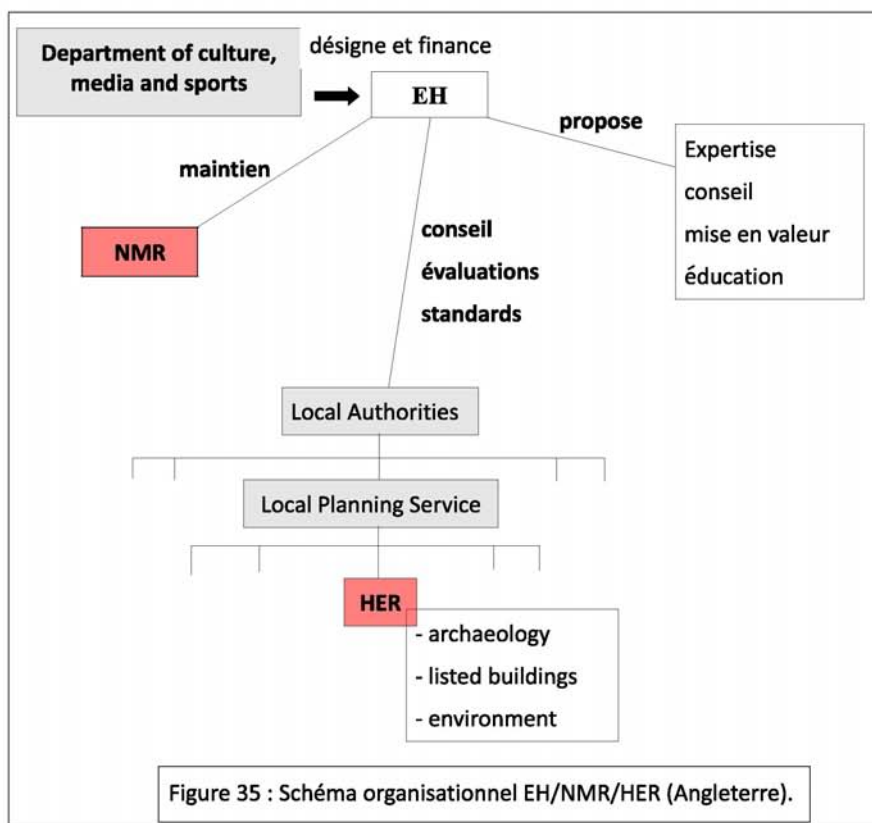 Department of culture,
media and sports
désigne et finance
EH
propose
Expertise
conseil
mise en valeur
éducation
maintien
NMR
conseil
évaluations
standards
Local Authorities
Local Planning Service
HER
- archaeology
- listed buildings
- environment
Figure 35 : Schéma organisationnel EH/NMR/HER (Angleterre).